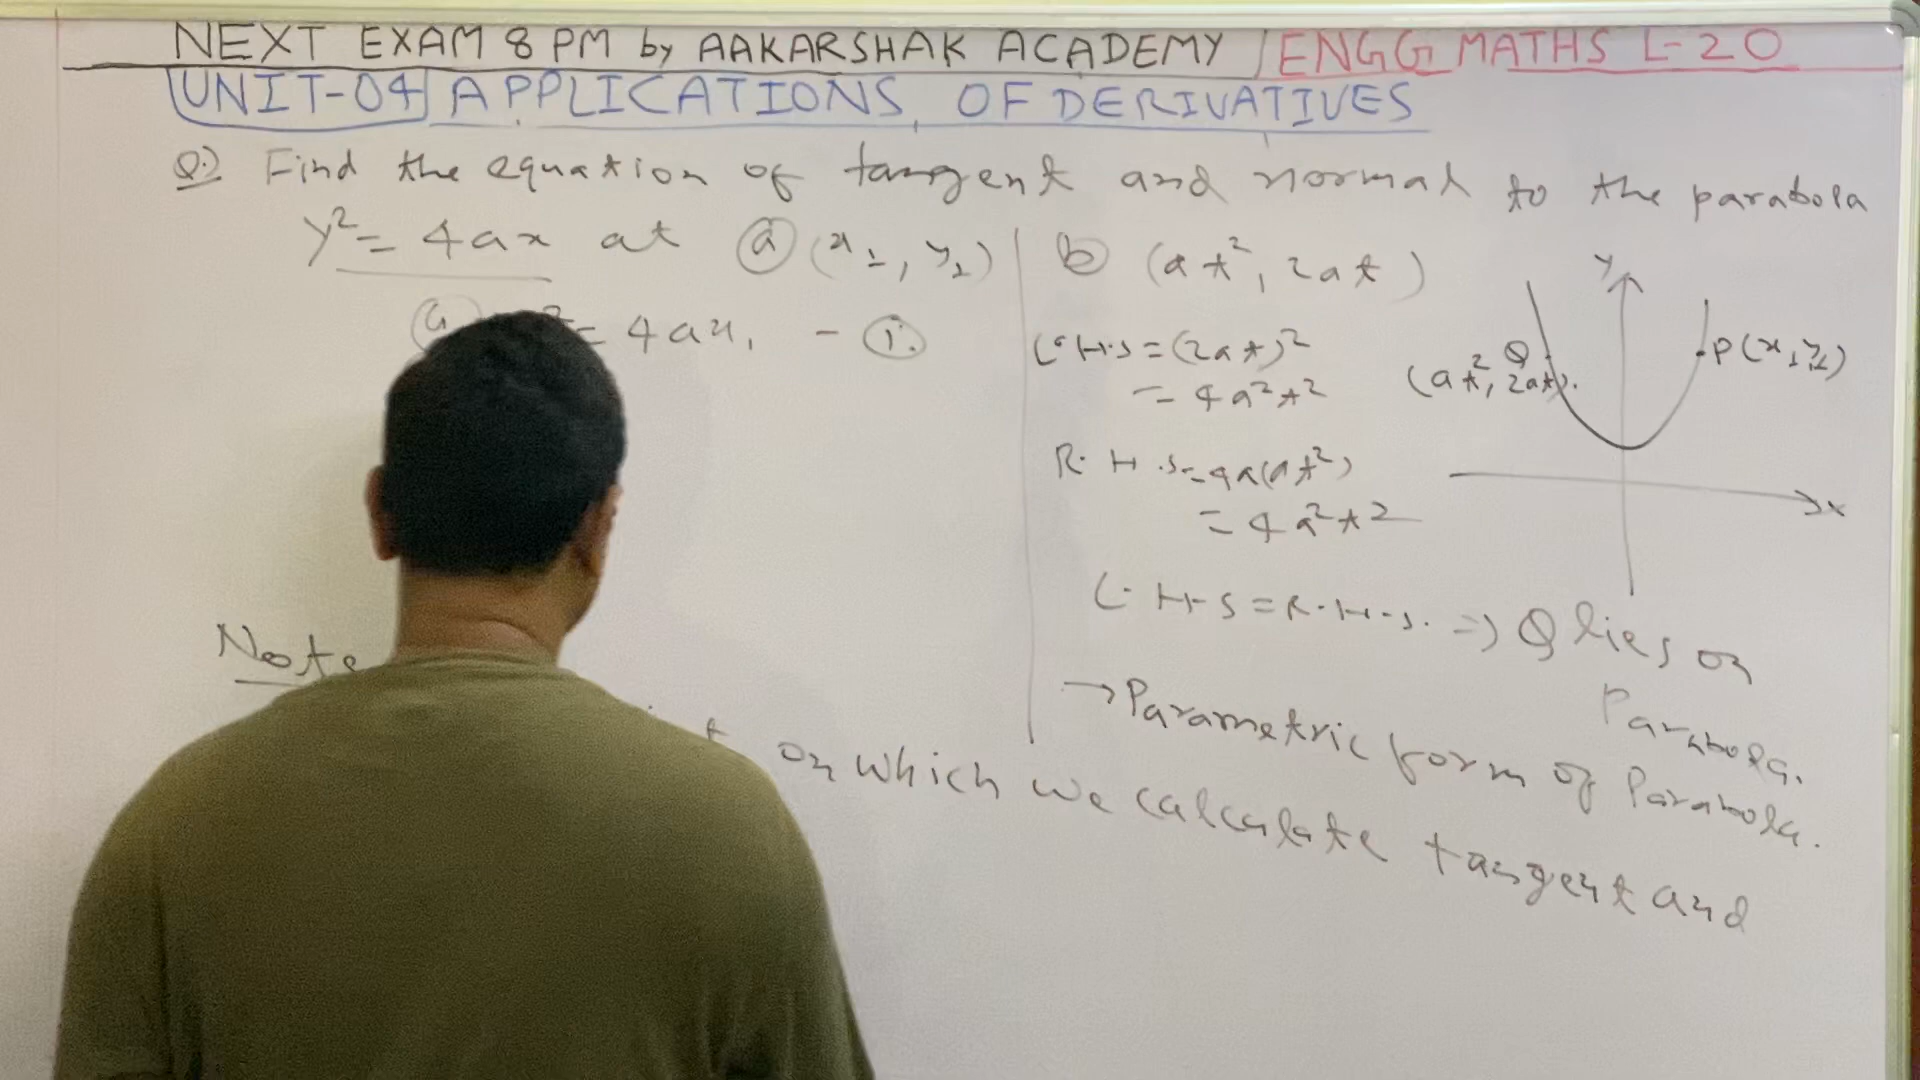 NEXT EXAM 8 PM by AAKARSHAK ACADEMY | ENGG MATHS L-20
UNIT-04 APPLICATIONS OF DERIVATIVES
Q.) Find the equation of tangent and normal to the parabola
y² = 4ax at (a) (x₁, y₁) | (b) (at², 2at)
(a) = 4ax₁ - (i)
L.H.S = (2at)²
= 4a²t²
R.H.S = 4a(at²)
= 4a²t²
L.H.S = R.H.S. => Q lies on
Parabola.
→ Parametric form of Parabola.
y
Q
(at², 2at).
P(x₁, y₁)
x
Note
on which we calculate tangent and